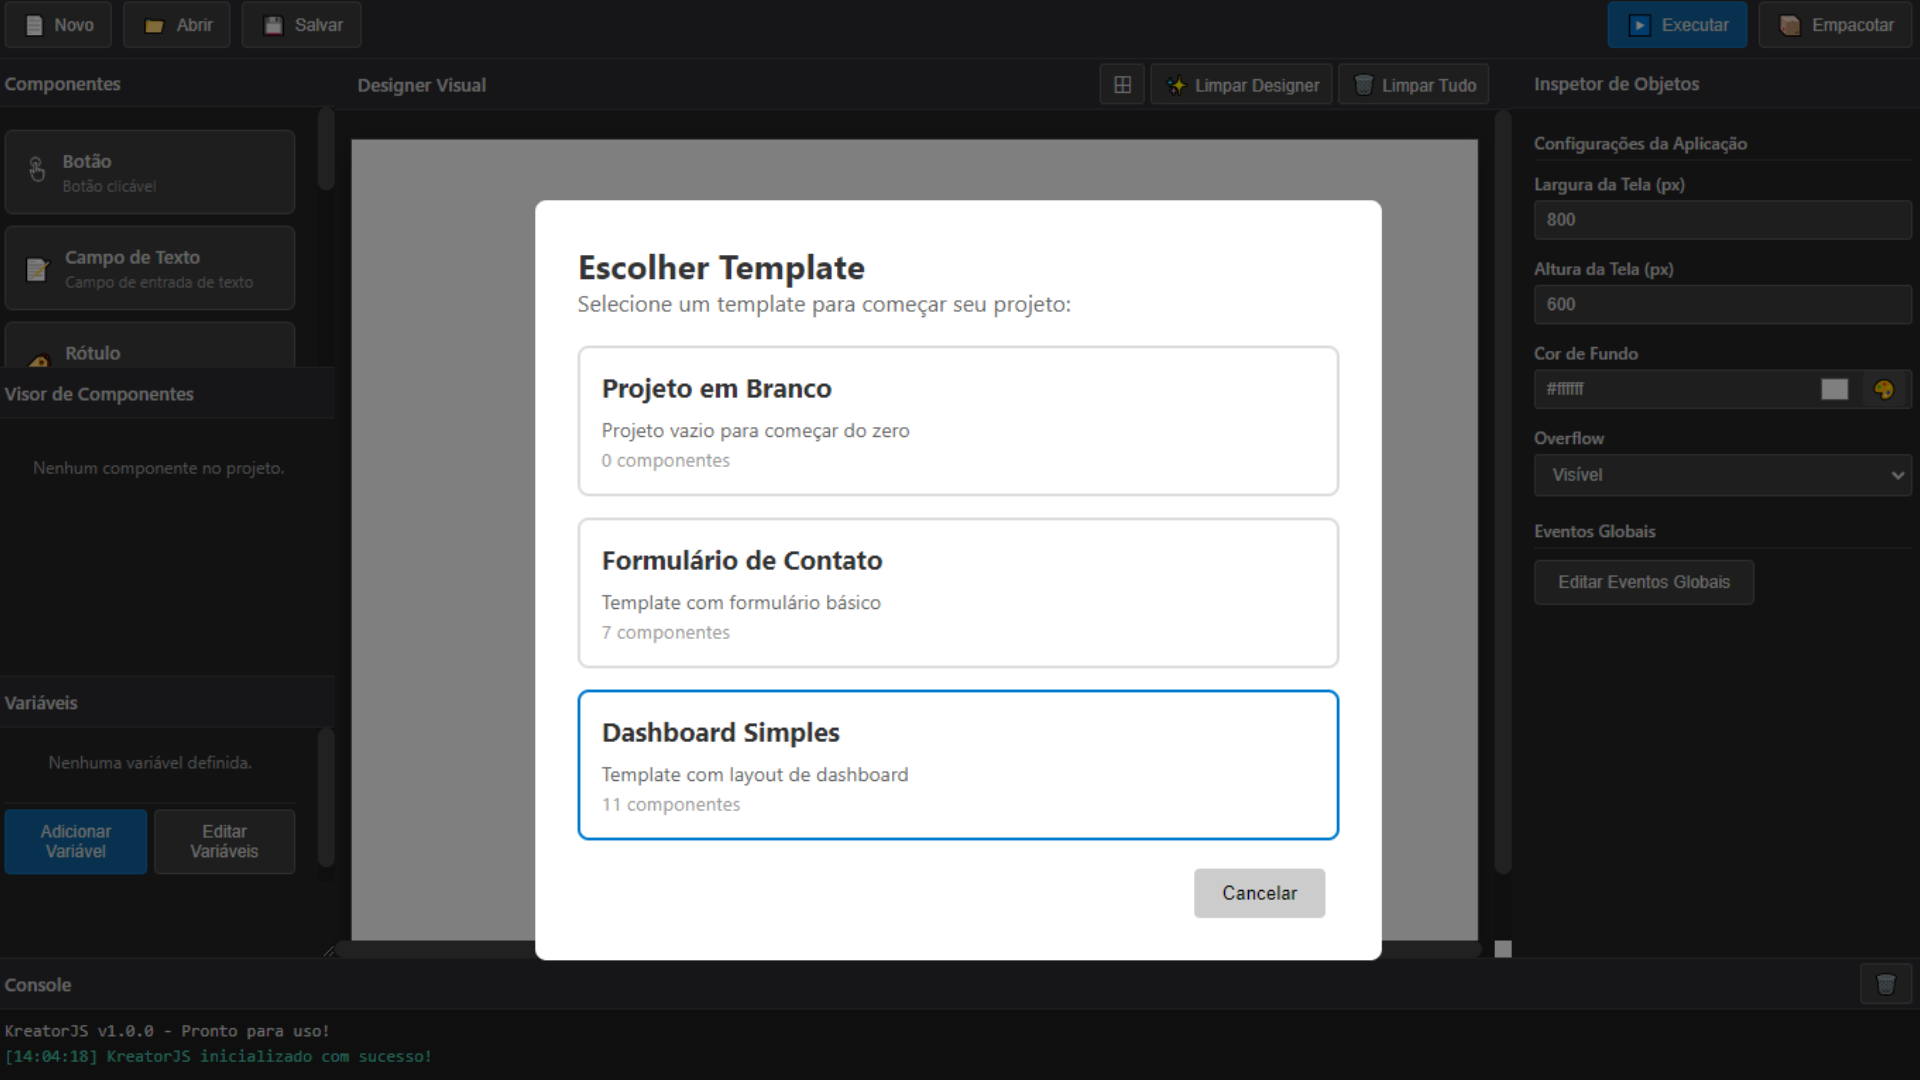 Novo
Abrir
Salvar
Executar
Empacotar
Componentes
Botão
Botão clicável
Campo de Texto
Campo de entrada de texto
Rótulo
Visor de Componentes
Nenhum componente no projeto.
Variáveis
Nenhuma variável definida.
Adicionar
Variável
Editar
Variáveis
Designer Visual
Limpar Designer
Limpar Tudo
Escolher Template
Selecione um template para começar seu projeto:
Projeto em Branco
Projeto vazio para começar do zero
0 componentes
Formulário de Contato
Template com formulário básico
7 componentes
Dashboard Simples
Template com layout de dashboard
11 componentes
Cancelar
Inspetor de Objetos
Configurações da Aplicação
Largura da Tela (px)
800
Altura da Tela (px)
600
Cor de Fundo
#ffffff
Overflow
Visível
Eventos Globais
Editar Eventos Globais
Console
KreatorJS v1.0.0 - Pronto para uso!
[14:04:18] KreatorJS inicializado com sucesso!